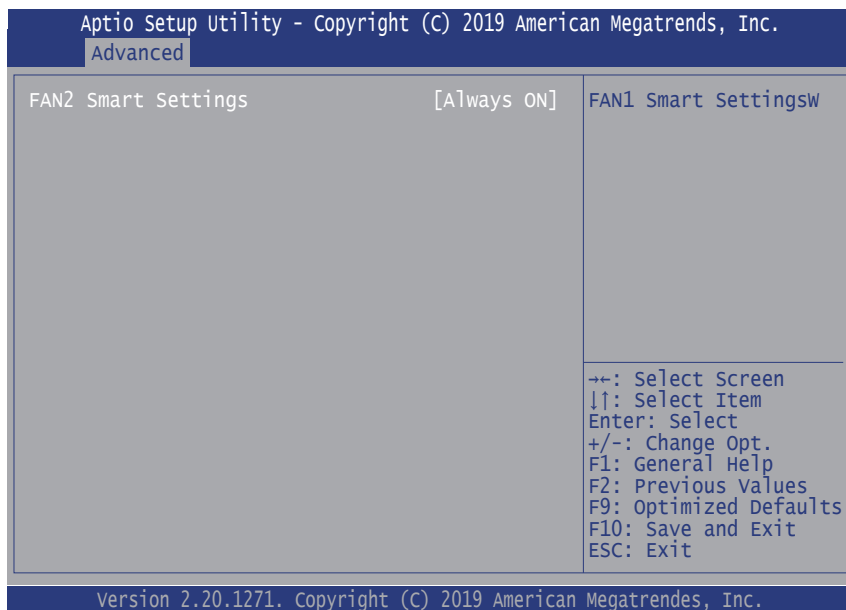 Aptio Setup Utility - Copyright (C) 2019 American Megatrends, Inc.
Advanced
FAN2 Smart Settings [Always ON]
FAN1 Smart SettingsW
→←: Select Screen
↓↑: Select Item
Enter: Select
+/-: Change Opt.
F1: General Help
F2: Previous Values
F9: Optimized Defaults
F10: Save and Exit
ESC: Exit
Version 2.20.1271. Copyright (C) 2019 American Megatrendes, Inc.